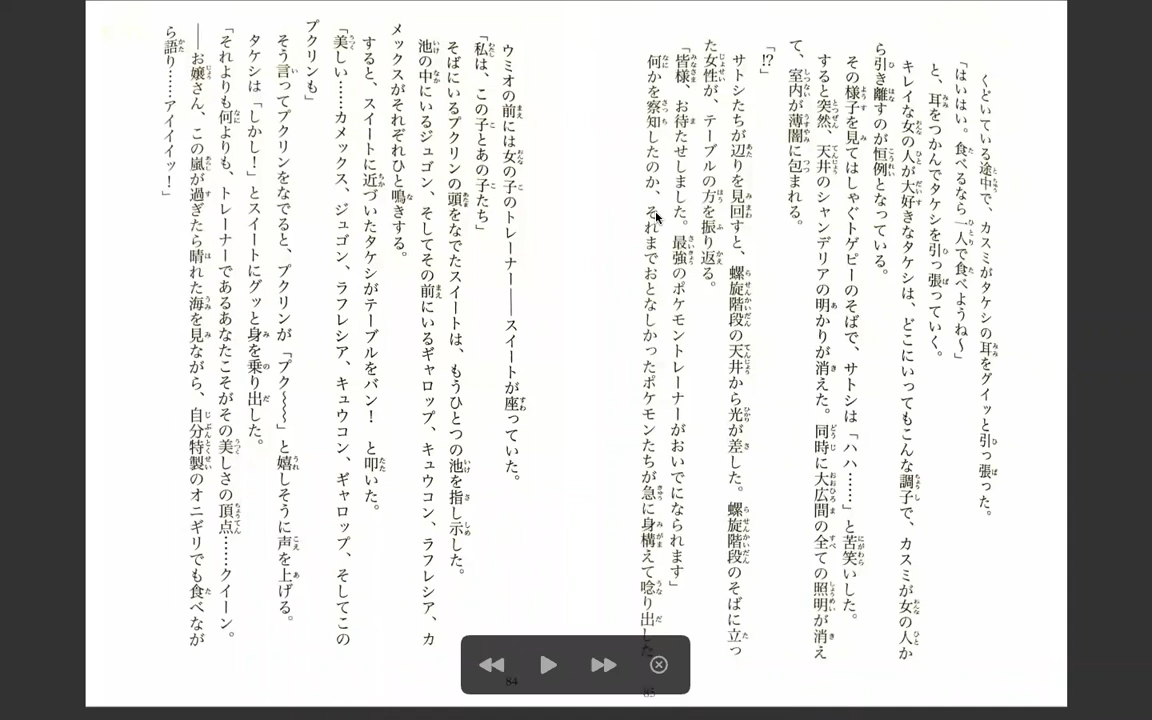 ウミオの前には女の子のトレーナー――スイートが座っていた。
「私は、この子とあの子たち」
そばにいるプクリンの頭をなでたスイートは、もうひとつの池を指し示した。
池の中にいるジュゴン、そしてその前にいるギャロップ、キュウコン、ラフレシア、カ
メックスがそれぞれひと鳴きする。
すると、スイートに近づいたタケシがテーブルをバン！　と叩いた。
「美しい……カメックス、ジュゴン、ラフレシア、キュウコン、ギャロップ、そしてこの
プクリンも」
そう言ってプクリンをなでると、プクリンが「プク～～～」と嬉しそうに声を上げる。
タケシは「しかし！」とスイートにグッと身を乗り出した。
「それよりも何よりも、トレーナーであるあなたこそがその美しさの頂点……クイーン。
――お嬢さん、この嵐が過ぎたら晴れた海を見ながら、自分特製のオニギリでも食べなが
ら語り……アイイイッ！」
84
くどいている途中で、カスミがタケシの耳をグイィッと引っ張った。
「はいはい。食べるなら一人で食べようね～」
と、耳をつかんでタケシを引っ張っていく。
キレイな女の人が大好きなタケシは、どこにいってもこんな調子で、カスミが女の人か
ら引き離すのが恒例となっている。
その様子を見てはしゃぐトゲピーのそばで、サトシは「ハハ……」と苦笑いした。
すると突然、天井のシャンデリアの明かりが消えた。同時に大広間の全ての照明が消え
て、室内が薄闇に包まれる。
「!?」
サトシたちが辺りを見回すと、螺旋階段の天井から光が差した。螺旋階段のそばに立っ
た女性が、テーブルの方を振り返る。
「皆様、お待たせしました。最強のポケモントレーナーがおいでになられます」
何かを察知したのか、それまでおとなしかったポケモンたちが急に身構えて唸り出した
85